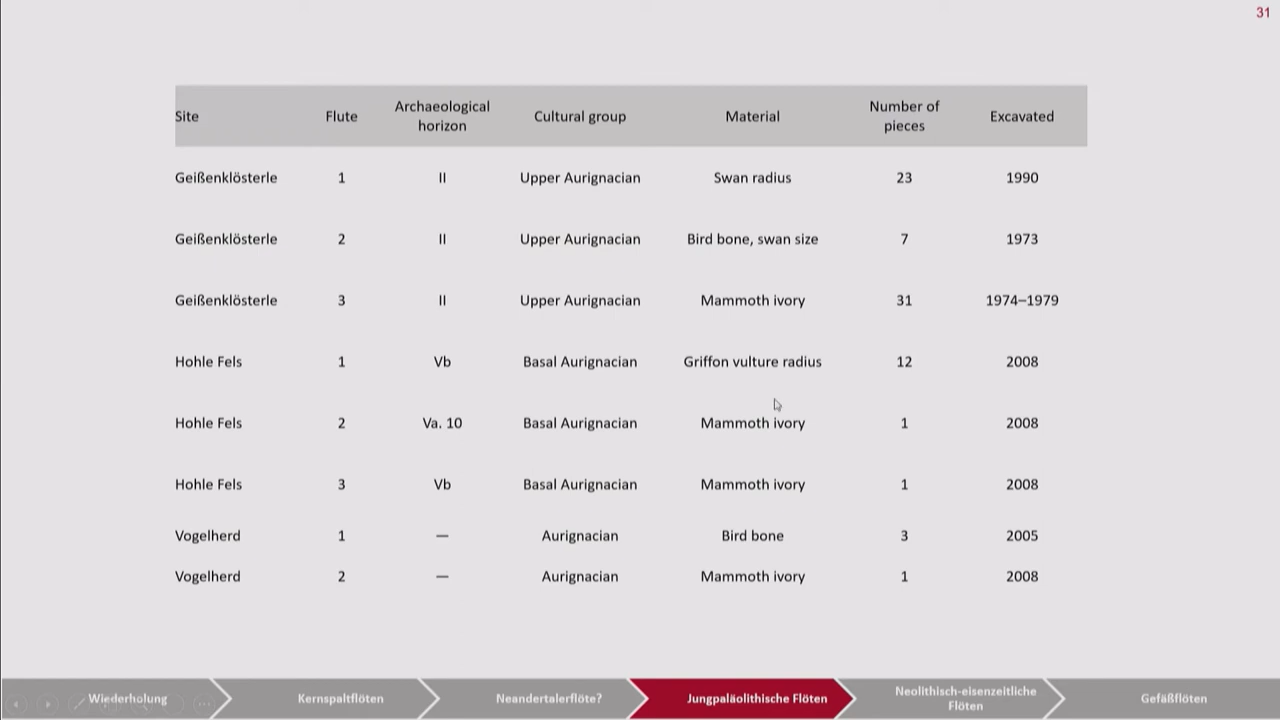 31
Site Flute Archaeological horizon Cultural group Material Number of pieces Excavated
Geißenklösterle 1 II Upper Aurignacian Swan radius 23 1990
Geißenklösterle 2 II Upper Aurignacian Bird bone, swan size 7 1973
Geißenklösterle 3 II Upper Aurignacian Mammoth ivory 31 1974–1979
Hohle Fels 1 Vb Basal Aurignacian Griffon vulture radius 12 2008
Hohle Fels 2 Va. 10 Basal Aurignacian Mammoth ivory 1 2008
Hohle Fels 3 Vb Basal Aurignacian Mammoth ivory 1 2008
Vogelherd 1 — Aurignacian Bird bone 3 2005
Vogelherd 2 — Aurignacian Mammoth ivory 1 2008
Wiederholung Kernspaltflöten Neandertalerflöte? Jungpaläolithische Flöten Neolithisch-eisenzeitliche Flöten Gefäßflöten